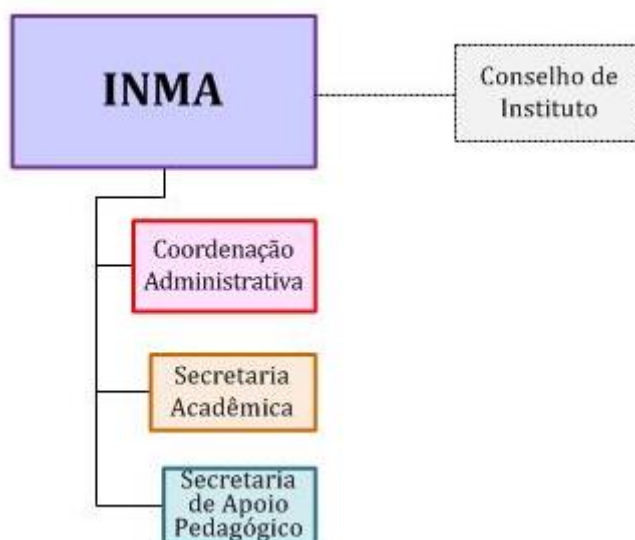 INMA
Conselho de
Instituto
Coordenação
Administrativa
Secretaria
Acadêmica
Secretaria
de Apoio
Pedagógico